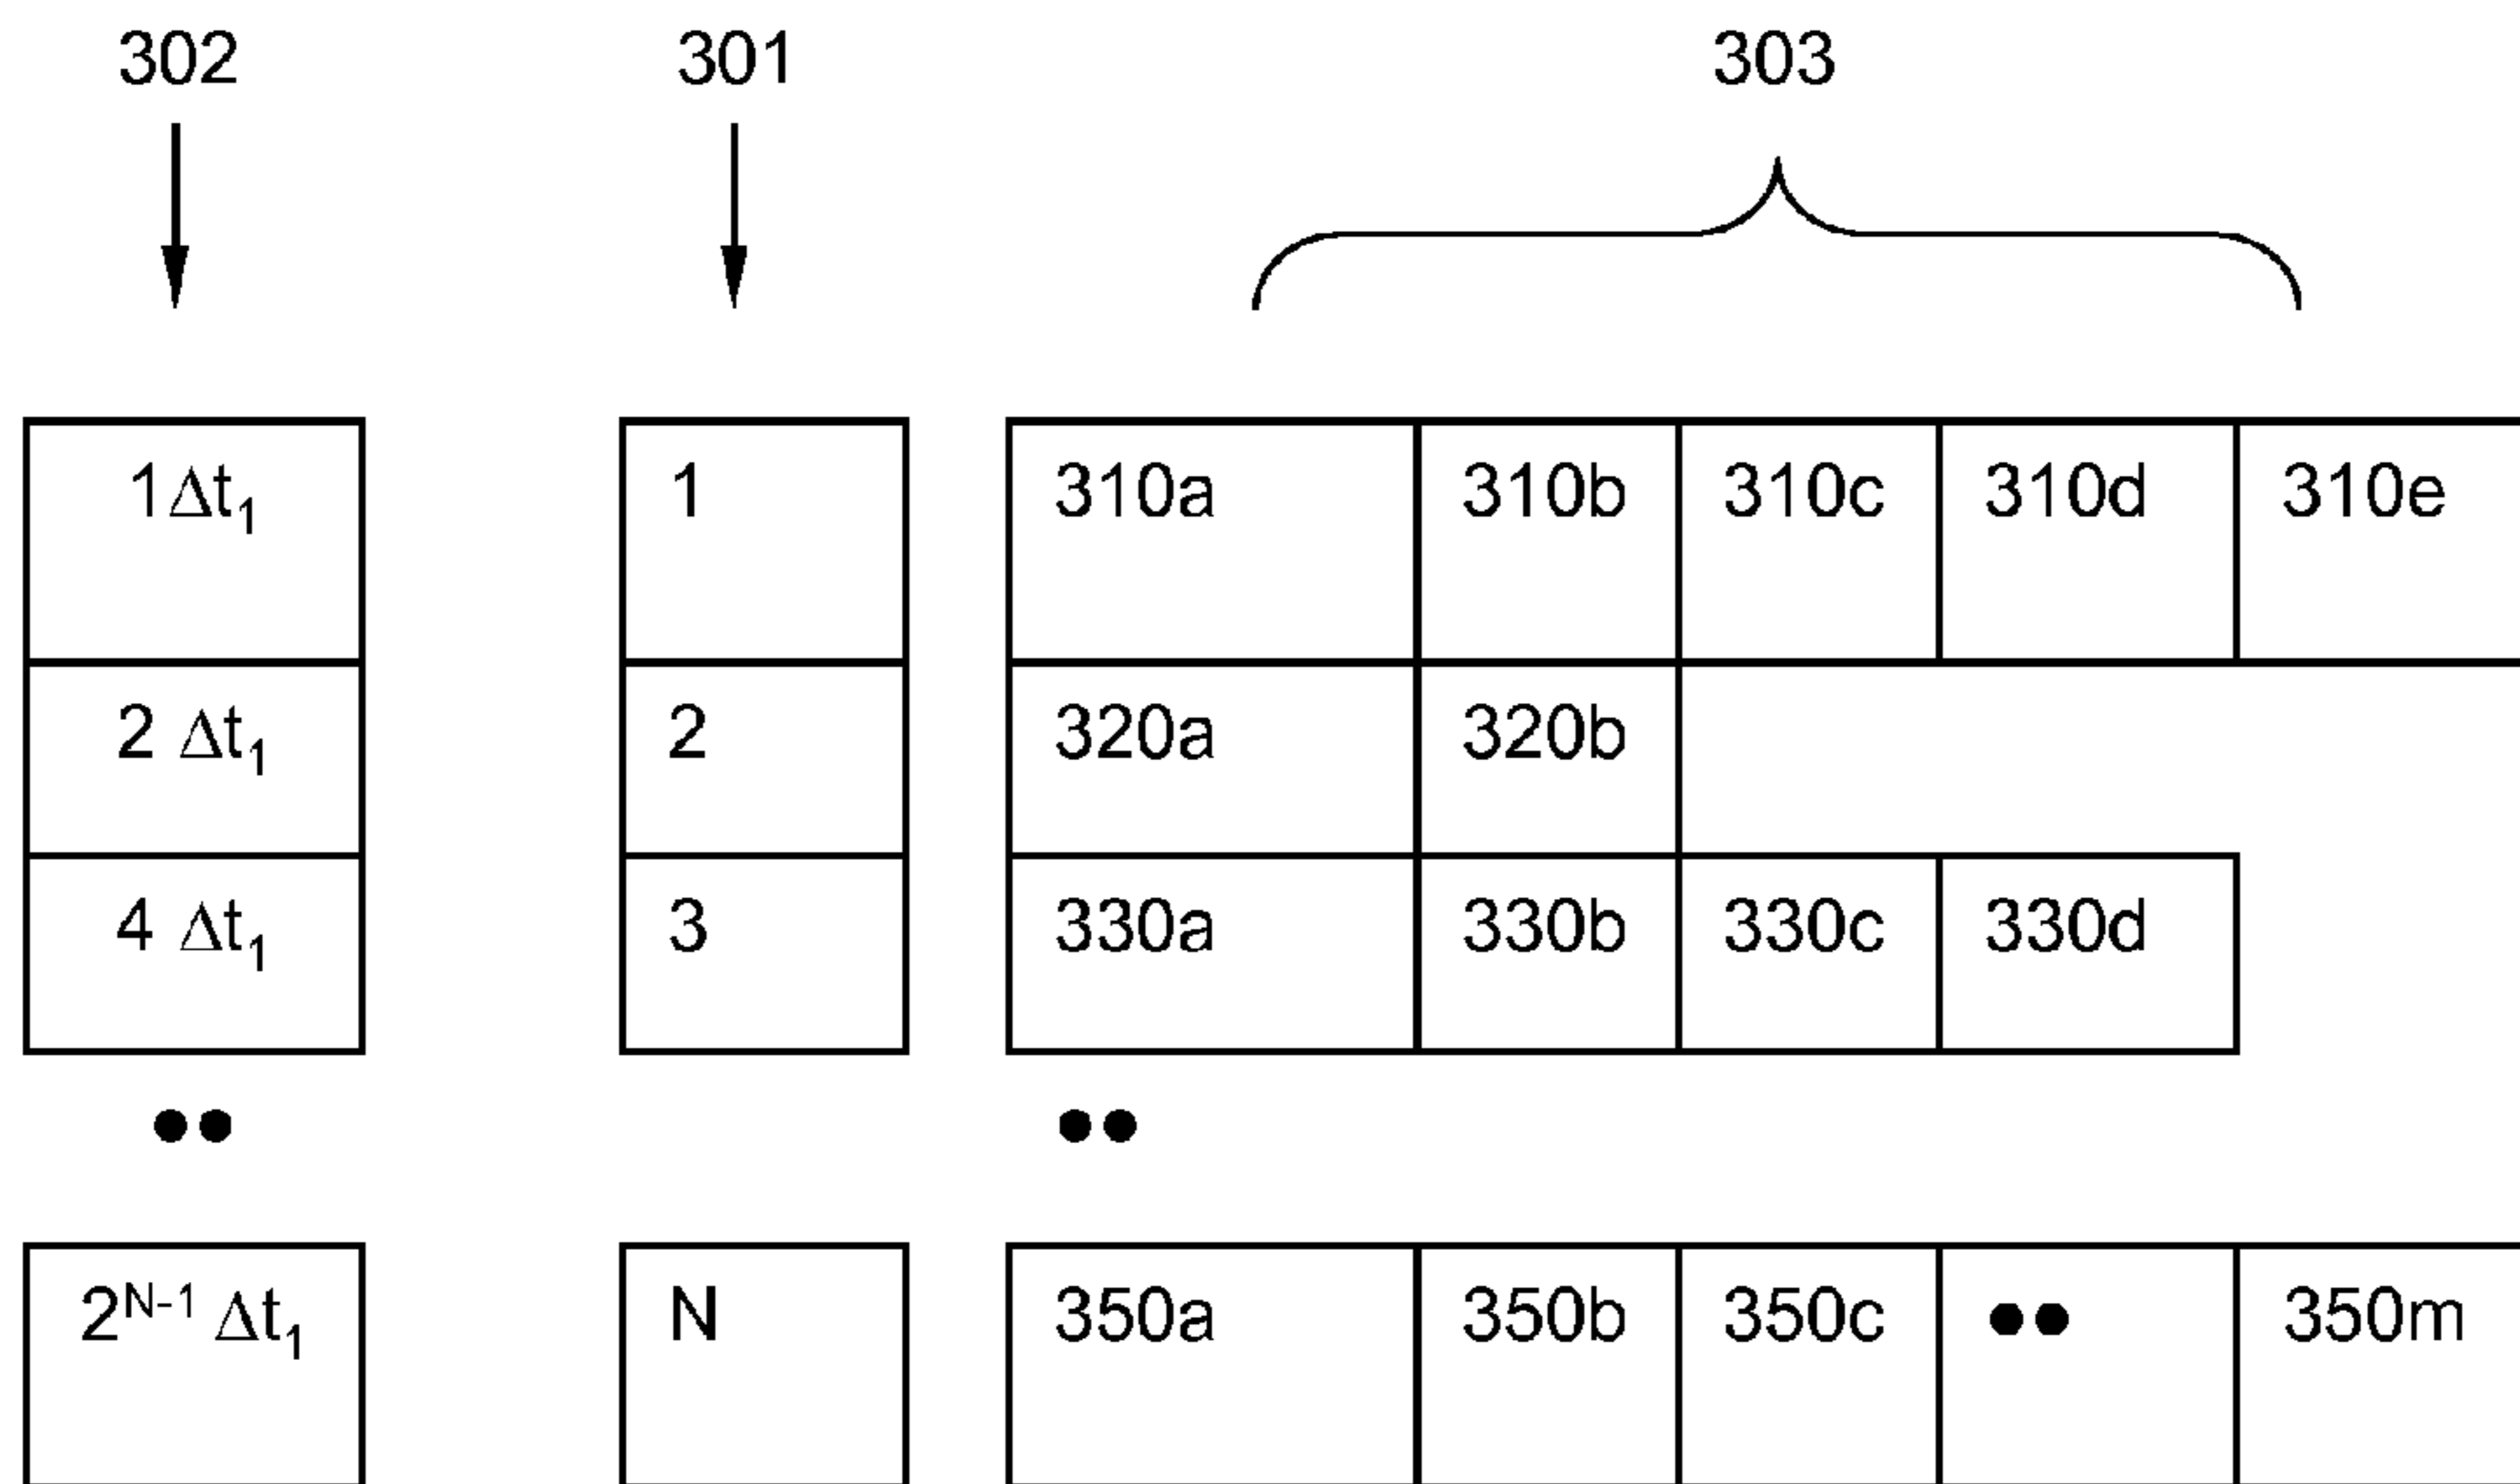 302 301 303
1Δt₁ 1 310a 310b 310c 310d 310e
2 Δt₁ 2 320a 320b
4 Δt₁ 3 330a 330b 330c 330d
•• ••
2ᴺ⁻¹ Δt₁ N 350a 350b 350c •• 350m